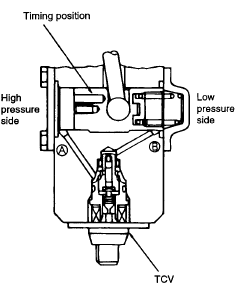 Timing position
High
pressure
side
Low
pressure
side
A
B
TCV